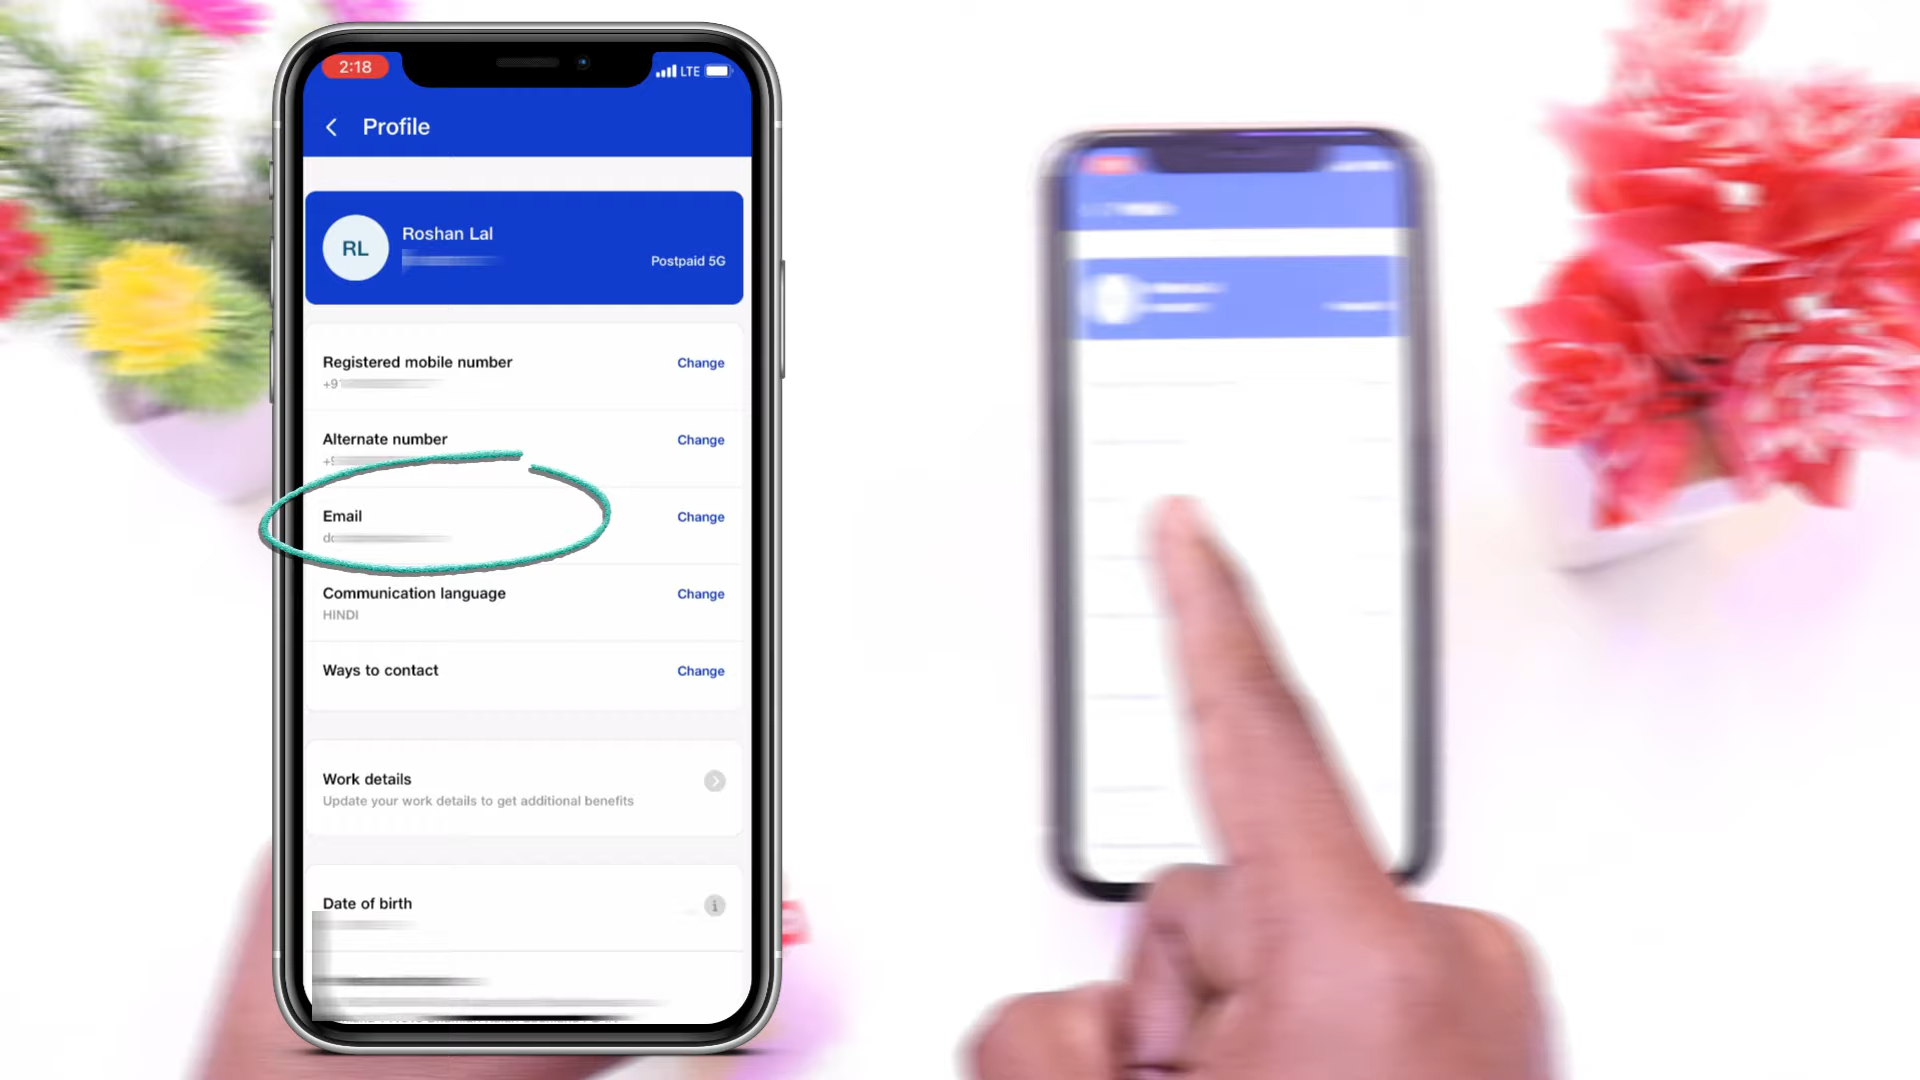 2:18
LTE
Profile
RL
Roshan Lal
Postpaid 5G
Registered mobile number
Change
+9
Alternate number
Change
Email
Change
Communication language
Change
HINDI
Ways to contact
Change
Work details
Update your work details to get additional benefits
Date of birth